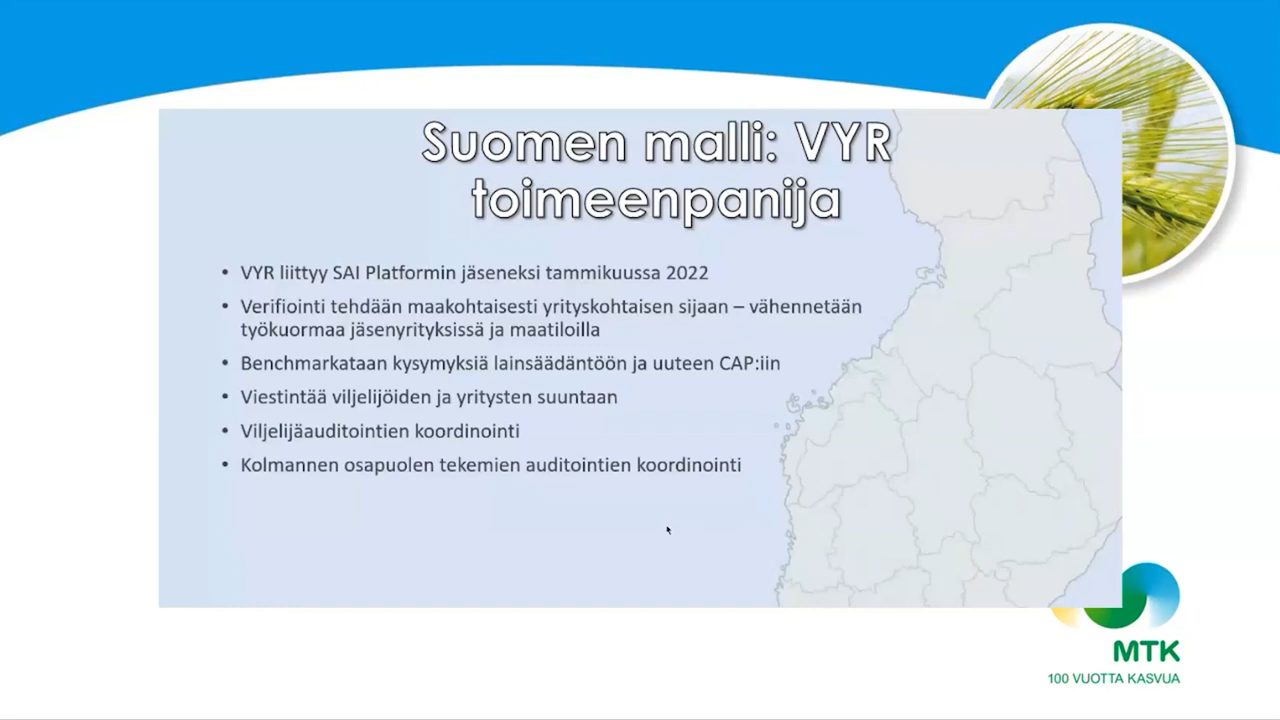 Suomen malli: VYR
toimeenpanija
• VYR liittyy SAI Platformin jäseneksi tammikuussa 2022
• Verifiointi tehdään maakohtaisesti yrityskohtaisen sijaan – vähennetään
työkuormaa jäsenyrityksissä ja maatiloilla
• Benchmarkataan kysymyksiä lainsäädäntöön ja uuteen CAP:iin
• Viestintää viljelijöiden ja yritysten suuntaan
• Viljelijäauditointien koordinointi
• Kolmannen osapuolen tekemien auditointien koordinointi
MTK
100 VUOTTA KASVUA